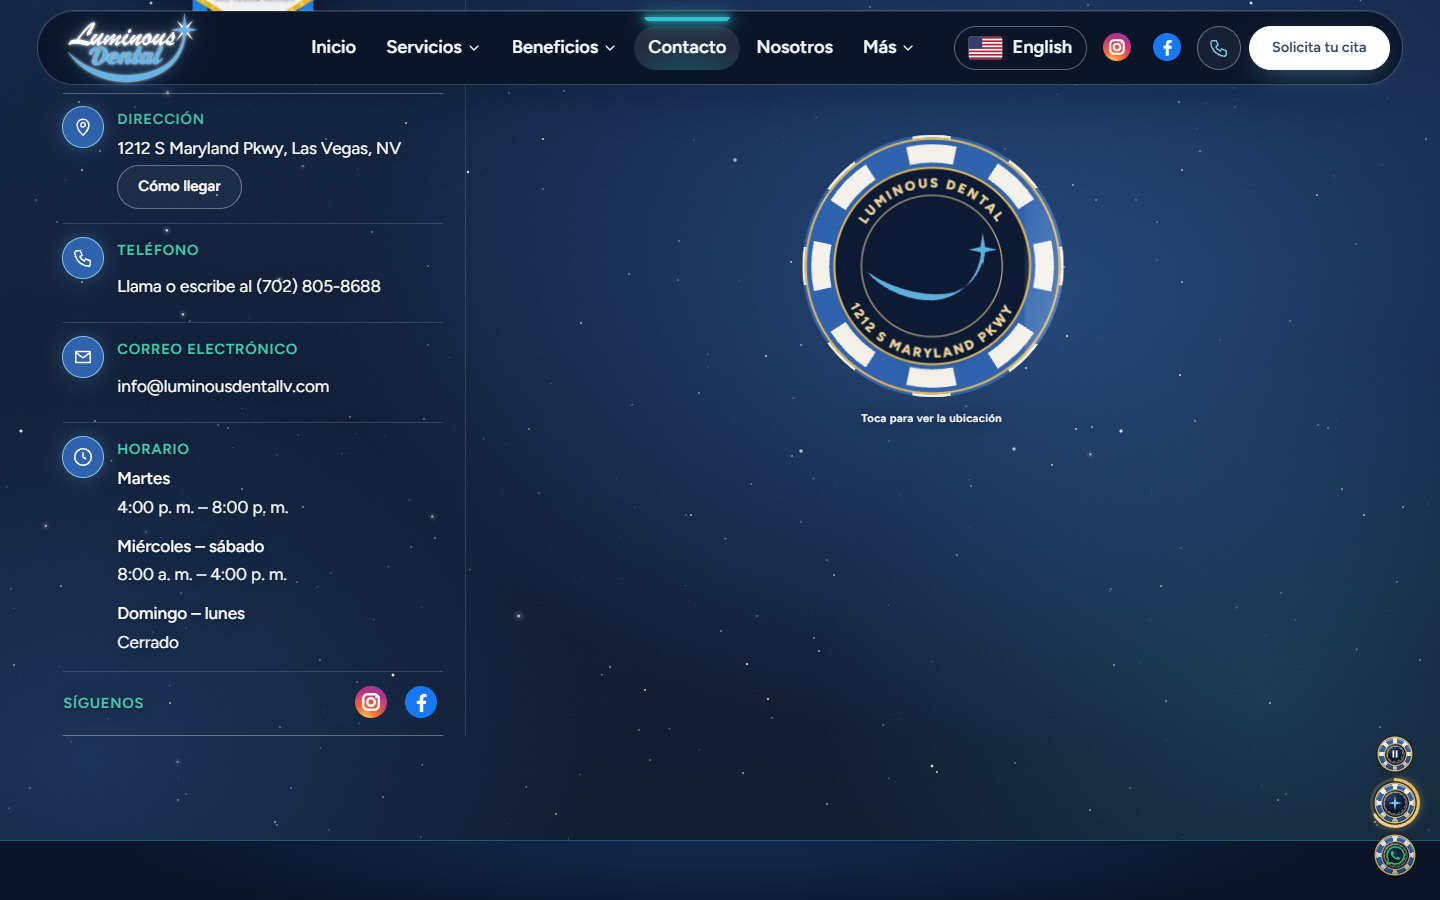 Luminous
Dental
Inicio
Servicios
Beneficios
Contacto
Nosotros
Más
English
Solicita tu cita
DIRECCIÓN
1212 S Maryland Pkwy, Las Vegas, NV
Cómo llegar
TELÉFONO
Llama o escribe al (702) 805-8688
CORREO ELECTRÓNICO
info@luminousdentallv.com
HORARIO
Martes
4:00 p. m. – 8:00 p. m.
Miércoles – sábado
8:00 a. m. – 4:00 p. m.
Domingo – lunes
Cerrado
SÍGUENOS
LUMINOUS DENTAL
1212 S MARYLAND PKWY
Toca para ver la ubicación